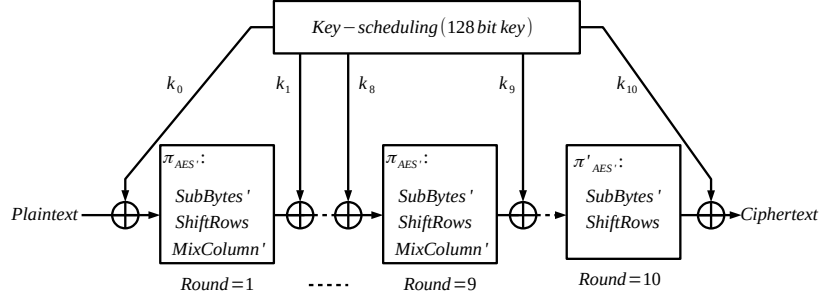 Key−scheduling(128 bit key)
k0 k1 k8 k9 k10
πAES': πAES': π'AES':
SubBytes' SubBytes' SubBytes'
Plaintext ShiftRows ShiftRows ShiftRows Ciphertext
MixColumn' MixColumn'
Round=1 Round=9 Round=10